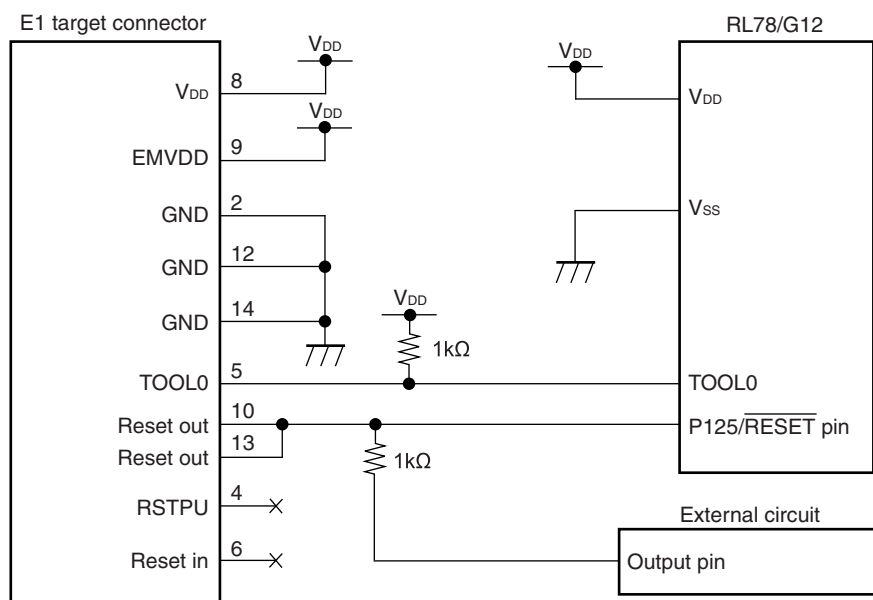 E1 target connector
RL78/G12
VDD
8
VDD
VDD
VDD
VDD
9
EMVDD
2
GND
VSS
12
GND
14
GND
VDD
1kΩ
5
TOOL0
TOOL0
10
Reset out
P125/RESET pin
13
Reset out
1kΩ
4
RSTPU
External circuit
6
Reset in
Output pin